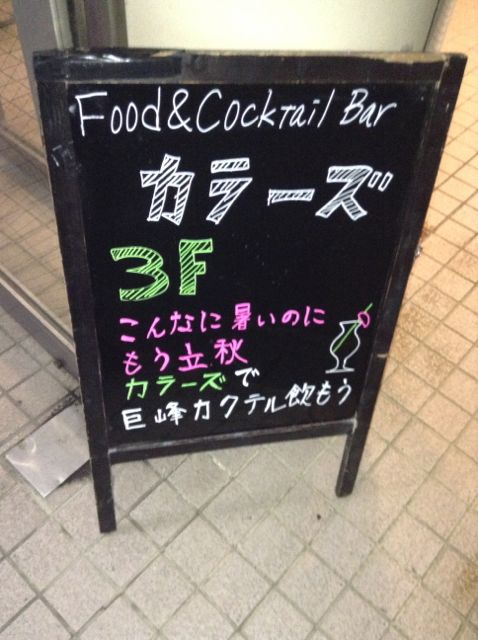 Food&Cocktail Bar
カラーズ
3F
こんなに暑いのに
もう立秋
カラーズで
巨峰カクテル飲もう